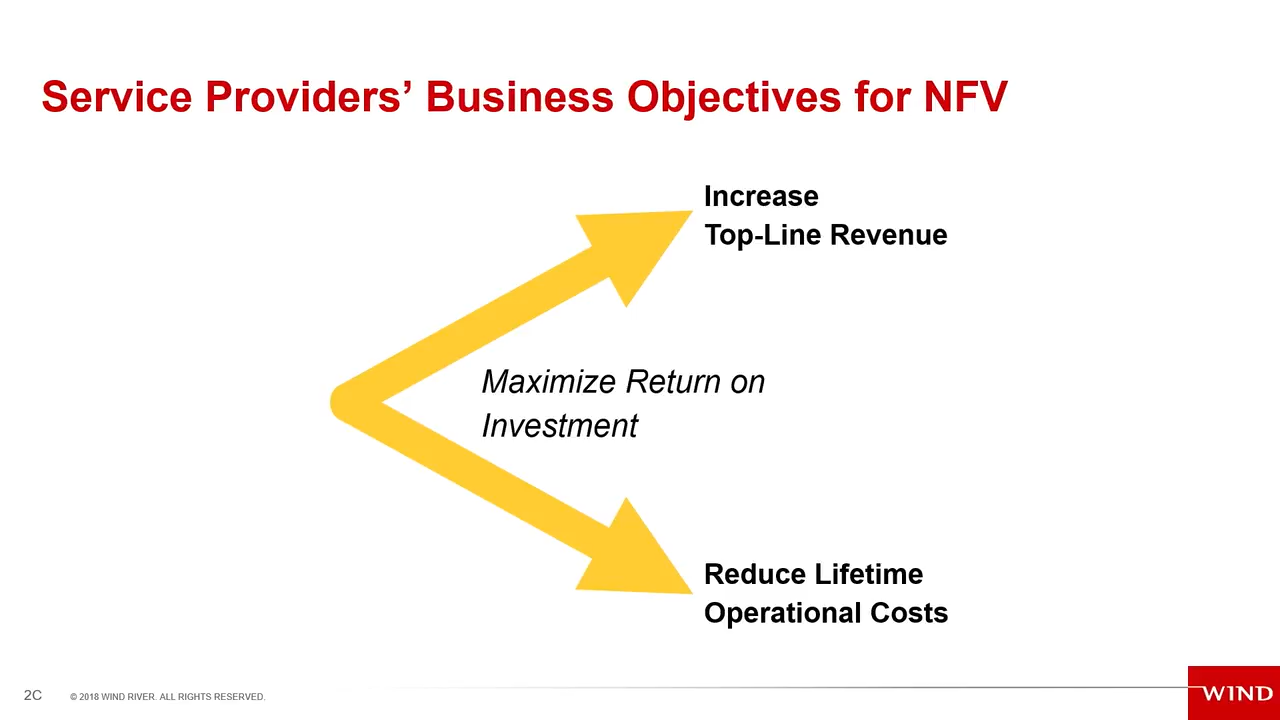 Service Providers’ Business Objectives for NFV
Increase
Top-Line Revenue
Maximize Return on
Investment
Reduce Lifetime
Operational Costs
2C
© 2018 WIND RIVER. ALL RIGHTS RESERVED.
WIND